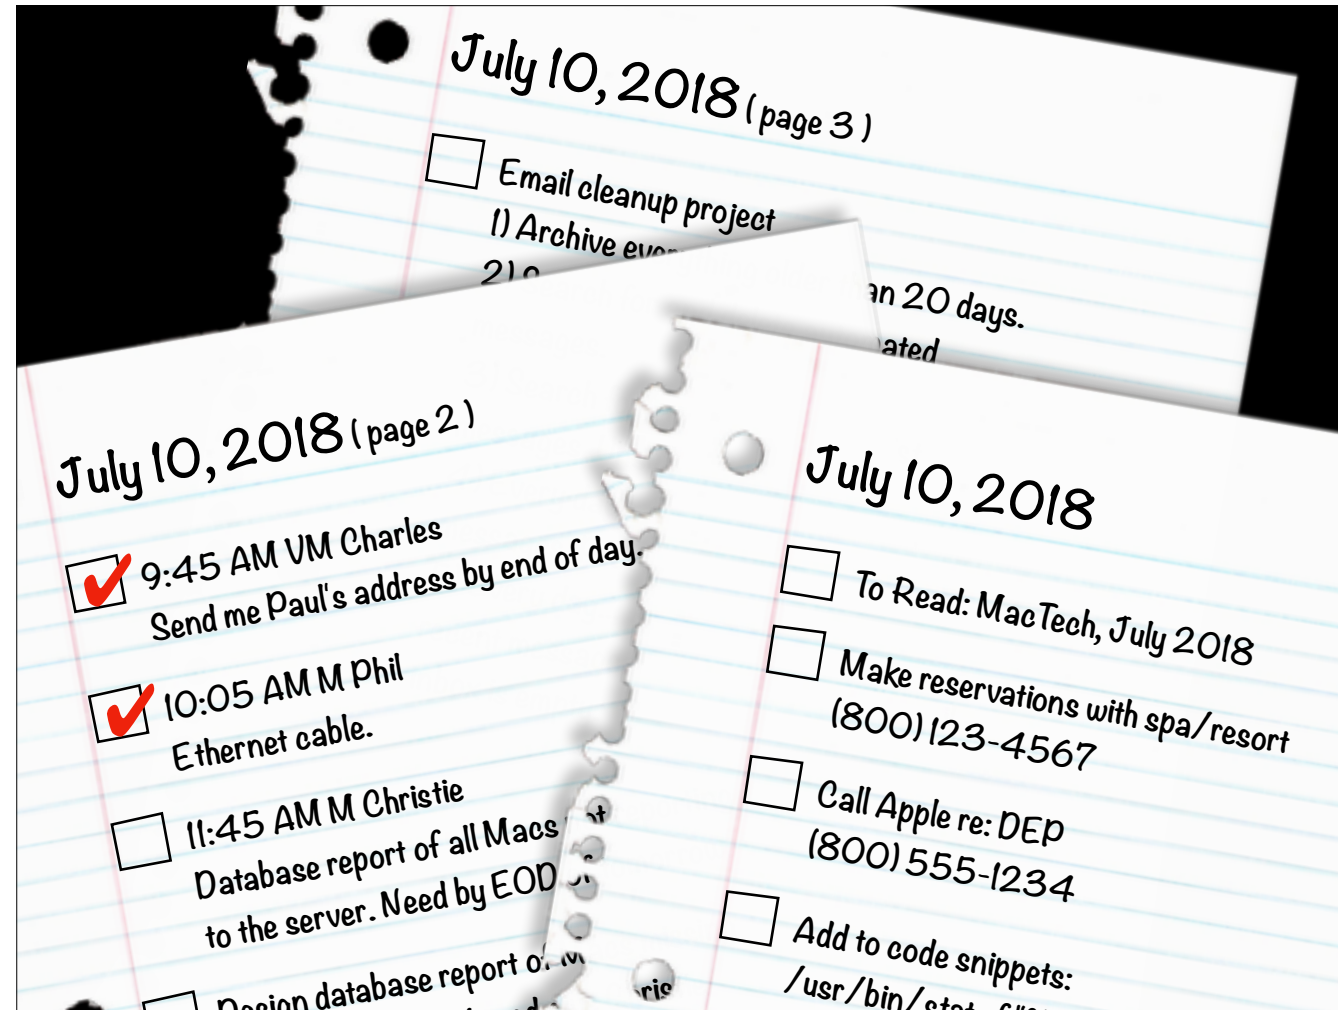 July 10, 2018 ( page 3 )
Email cleanup project
1) Archive
2)
20 days.
July 10, 2018 ( page 2 )
9:45 AM VM Charles
Send me Paul's address by end of day.
10:05 AM M Phil
Ethernet cable.
11:45 AM M Christie
Database report of all Macs
to the server. Need by EOD
database report
July 10, 2018
To Read: MacTech, July 2018
Make reservations with spa/resort
(800) 123-4567
Call Apple re: DEP
(800) 555-1234
Add to code snippets:
/usr/bin/stat